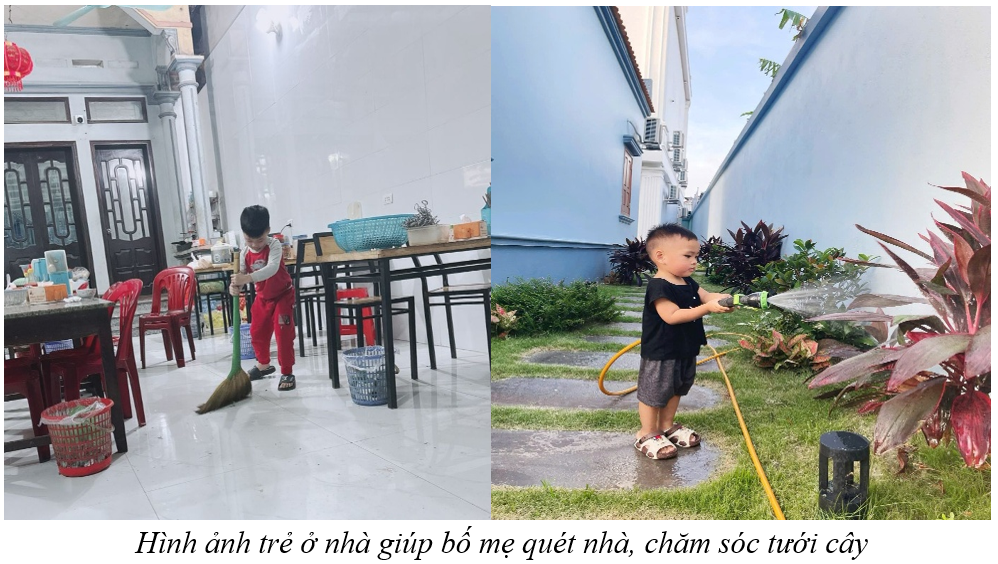 Hình ảnh trẻ ở nhà giúp bố mẹ quét nhà, chăm sóc tưới cây